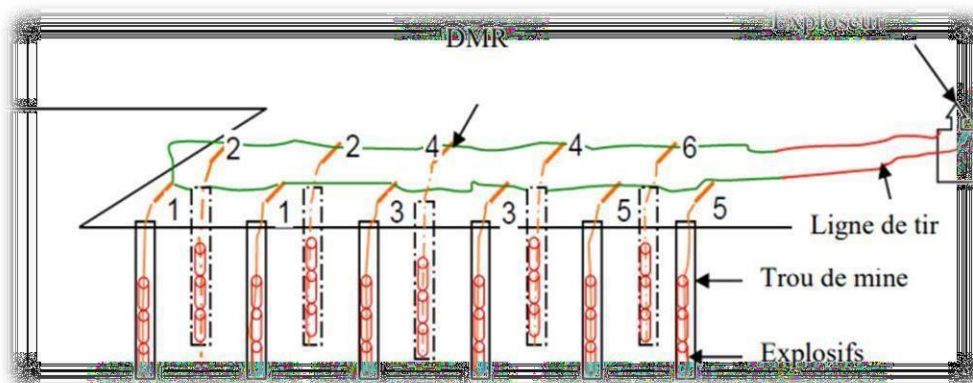 Exploseur
DMR
2 2 4 4 6
1 1 3 3 5 5
Ligne de tir
Trou de mine
Explosifs